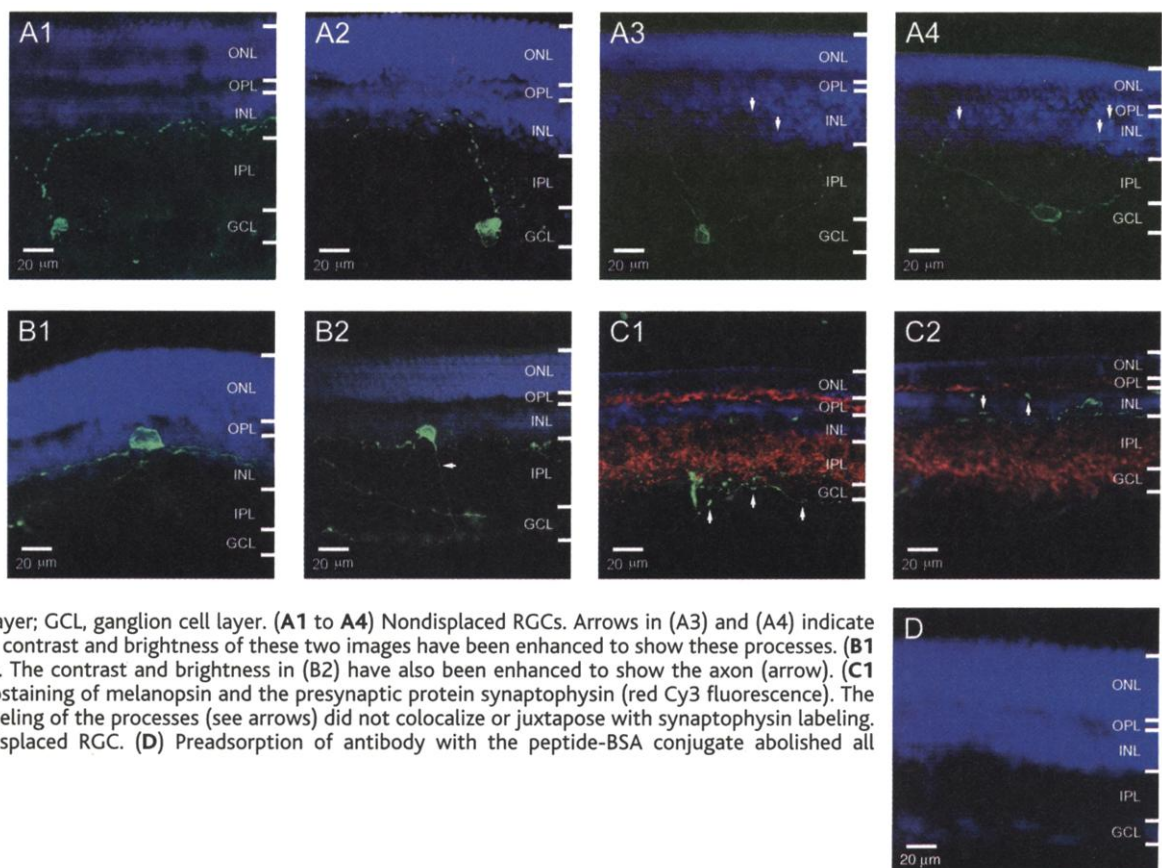 A1
ONL
OPL
INL
IPL
GCL
20 μm
A2
ONL
OPL
INL
IPL
GCL
20 μm
A3
ONL
OPL
INL
IPL
GCL
20 μm
A4
ONL
OPL
INL
IPL
GCL
20 μm
B1
ONL
OPL
INL
IPL
GCL
20 μm
B2
ONL
OPL
INL
IPL
GCL
20 μm
C1
ONL
OPL
INL
IPL
GCL
20 μm
C2
ONL
OPL
INL
IPL
GCL
20 μm
ayer; GCL, ganglion cell layer. (A1 to A4) Nondisplaced RGCs. Arrows in (A3) and (A4) indicate
contrast and brightness of these two images have been enhanced to show these processes. (B1
. The contrast and brightness in (B2) have also been enhanced to show the axon (arrow). (C1
ostaining of melanopsin and the presynaptic protein synaptophysin (red Cy3 fluorescence). The
eling of the processes (see arrows) did not colocalize or juxtapose with synaptophysin labeling.
splaced RGC. (D) Preadsorption of antibody with the peptide-BSA conjugate abolished all
D
ONL
OPL
INL
IPL
GCL
20 μm